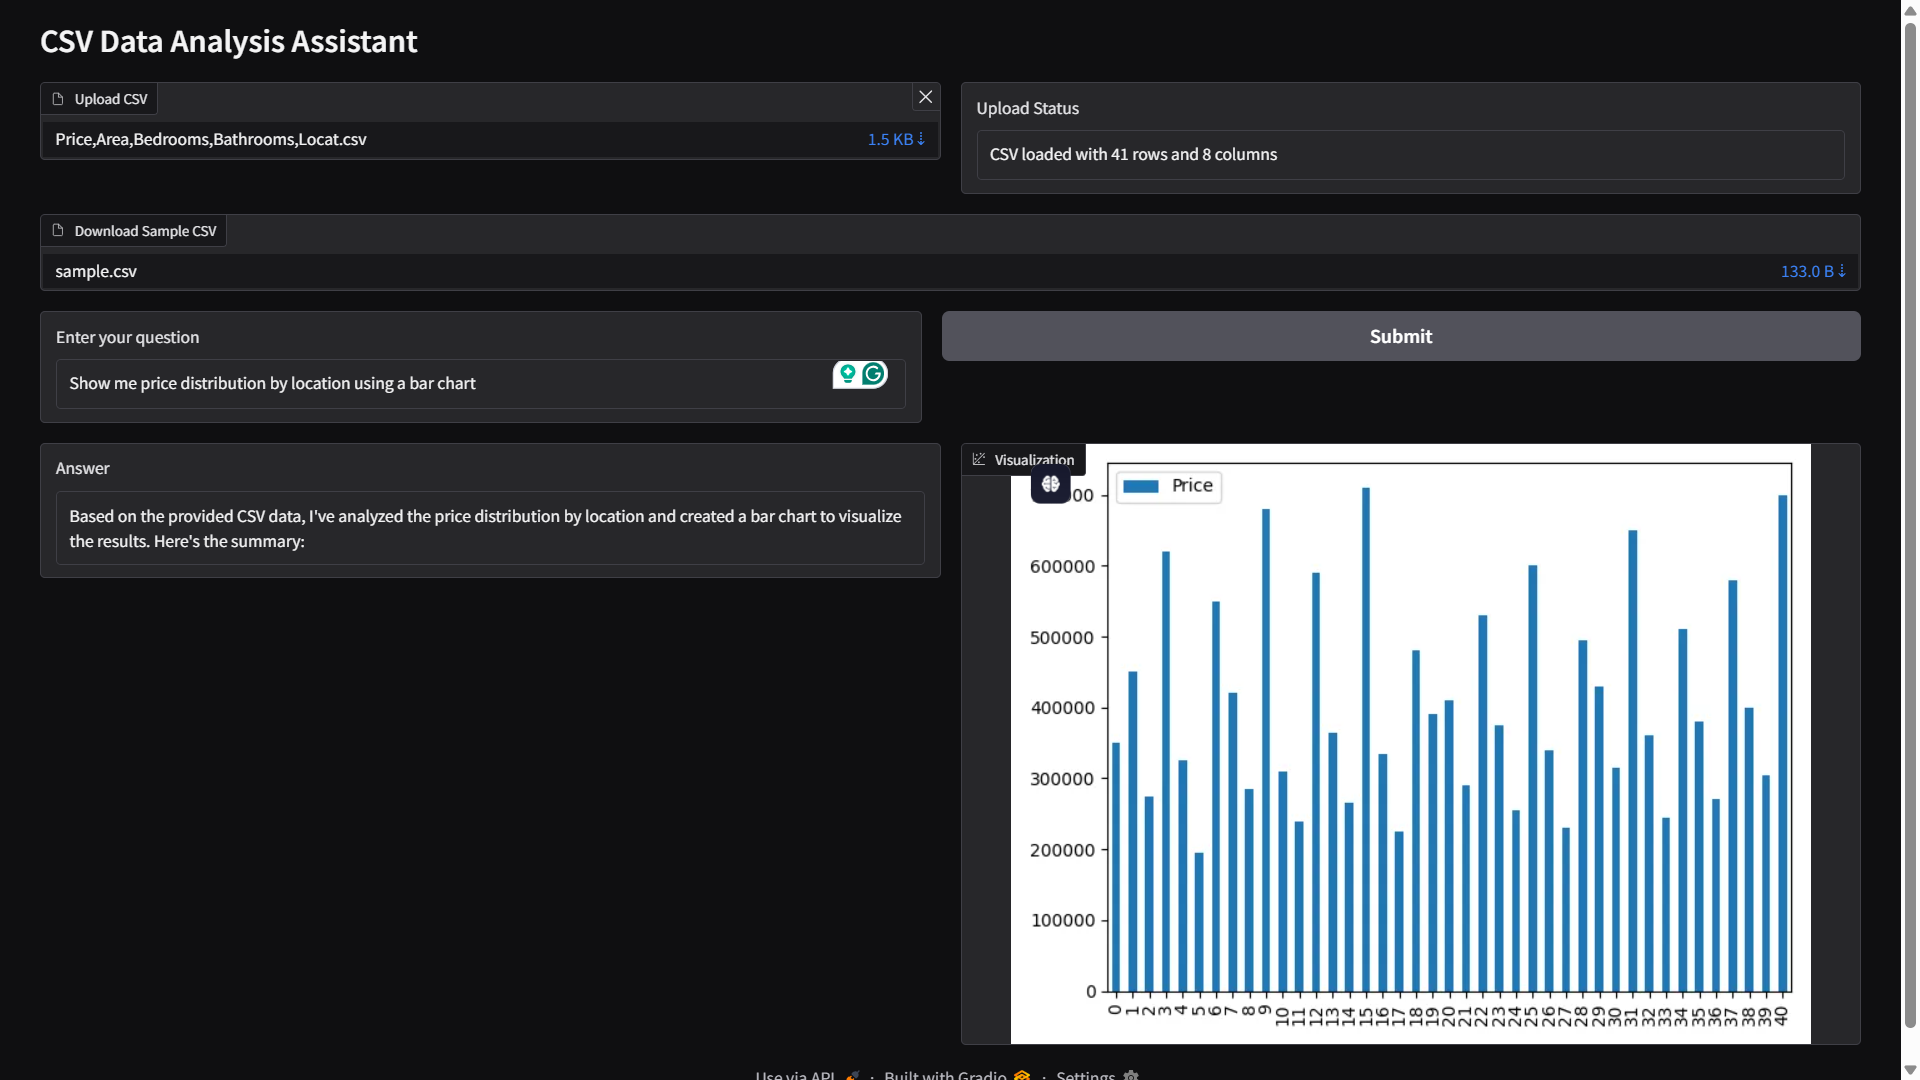 CSV Data Analysis Assistant
Upload CSV
Price,Area,Bedrooms,Bathrooms,Locat.csv
1.5 KB ↓
Upload Status
CSV loaded with 41 rows and 8 columns
Download Sample CSV
sample.csv
133.0 B ↓
Enter your question
Show me price distribution by location using a bar chart
Submit
Answer
Based on the provided CSV data, I've analyzed the price distribution by location and created a bar chart to visualize
the results. Here's the summary:
Visualization
Price
600000
500000
400000
300000
200000
100000
0
0 1 2 3 4 5 6 7 8 9 10 11 12 13 14 15 16 17 18 19 20 21 22 23 24 25 26 27 28 29 30 31 32 33 34 35 36 37 38 39 40
Use via API · Built with Gradio · Settings